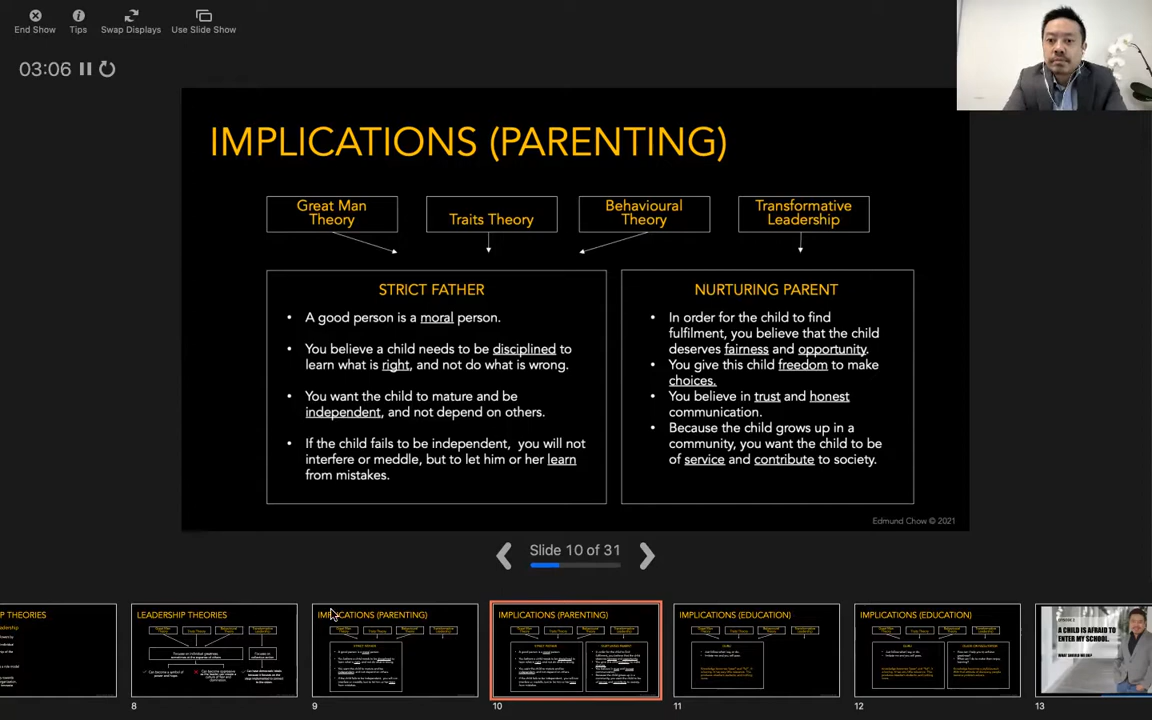 End Show
Tips
Swap Displays
Use Slide Show
03:06
IMPLICATIONS (PARENTING)
Great Man
Theory
Traits Theory
Behavioural
Theory
Transformative
Leadership
STRICT FATHER
• A good person is a moral person.
• You believe a child needs to be disciplined to
learn what is right, and not do what is wrong.
• You want the child to mature and be
independent, and not depend on others.
• If the child fails to be independent, you will not
interfere or meddle, but to let him or her learn
from mistakes.
NURTURING PARENT
• In order for the child to find
fulfilment, you believe that the child
deserves fairness and opportunity.
• You give this child freedom to make
choices.
• You believe in trust and honest
communication.
• Because the child grows up in a
community, you want the child to be
of service and contribute to society.
Edmund Chow © 2021
Slide 10 of 31
P THEORIES
LEADERSHIP THEORIES
IMPLICATIONS (PARENTING)
IMPLICATIONS (PARENTING)
IMPLICATIONS (EDUCATION)
IMPLICATIONS (EDUCATION)
A CHILD IS AFRAID TO
ENTER MY SCHOOL.
WHAT SHOULD WE DO?
8
9
10
11
12
13